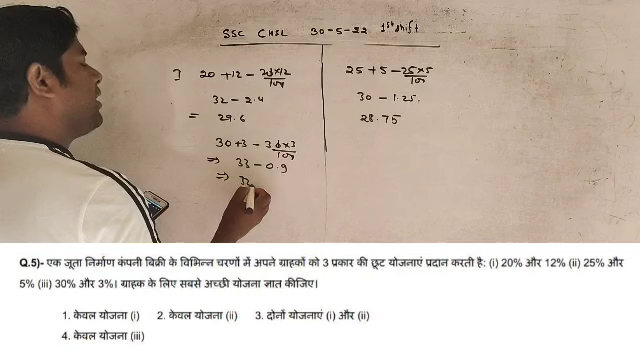 SSC CHSL 30-5-22 1st shift
] 20 + 12 - 20×12/100
32 - 2.4
= 29.6
30 + 3 - 30×3/100
⇒ 33 - 0.9
⇒ 32
25 + 5 - 25×5/100
30 - 1.25
28.75
Q.5)- एक जूता निर्माण कंपनी बिक्री के विभिन्न चरणों में अपने ग्राहकों को 3 प्रकार की छूट योजनाएं प्रदान करती है: (i) 20% और 12% (ii) 25% और
5% (iii) 30% और 3%। ग्राहक के लिए सबसे अच्छी योजना ज्ञात कीजिए।
1. केवल योजना (i) 2. केवल योजना (ii) 3. दोनों योजनाएं (i) और (ii)
4. केवल योजना (iii)